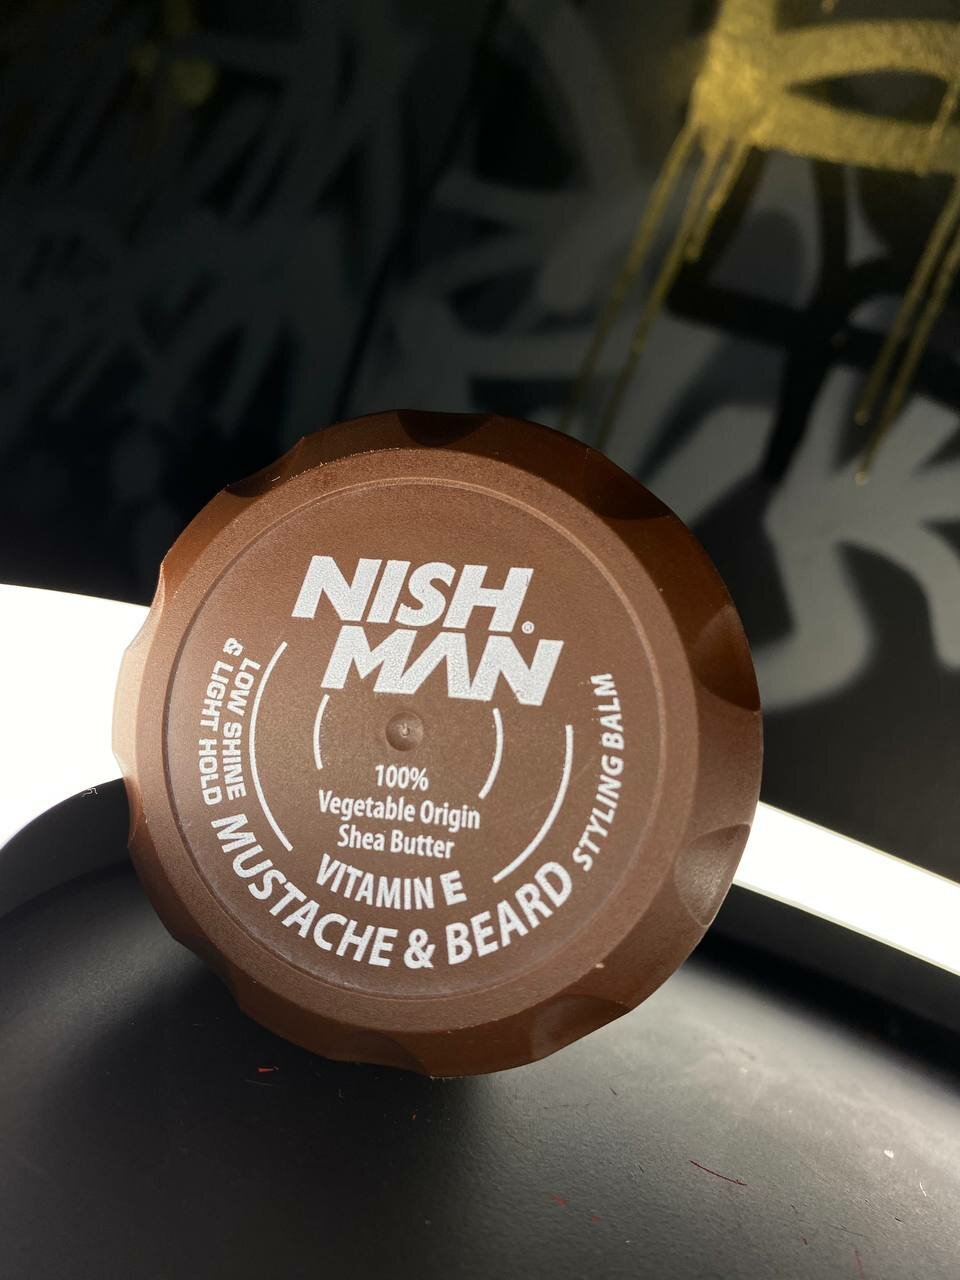 NISH
MAN®
100%
Vegetable Origin
Shea Butter
VITAMIN E
LOW SHINE
& LIGHT HOLD
MUSTACHE & BEARD STYLING BALM